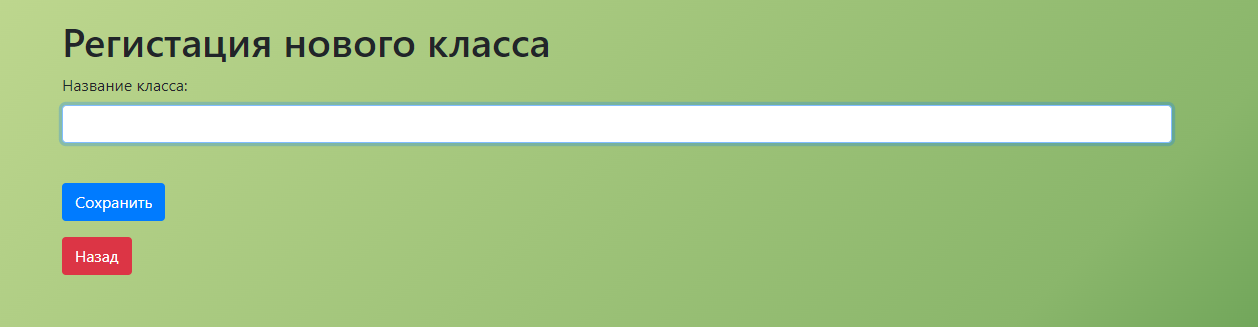 Регистация нового класса
Название класса:
Сохранить
Назад